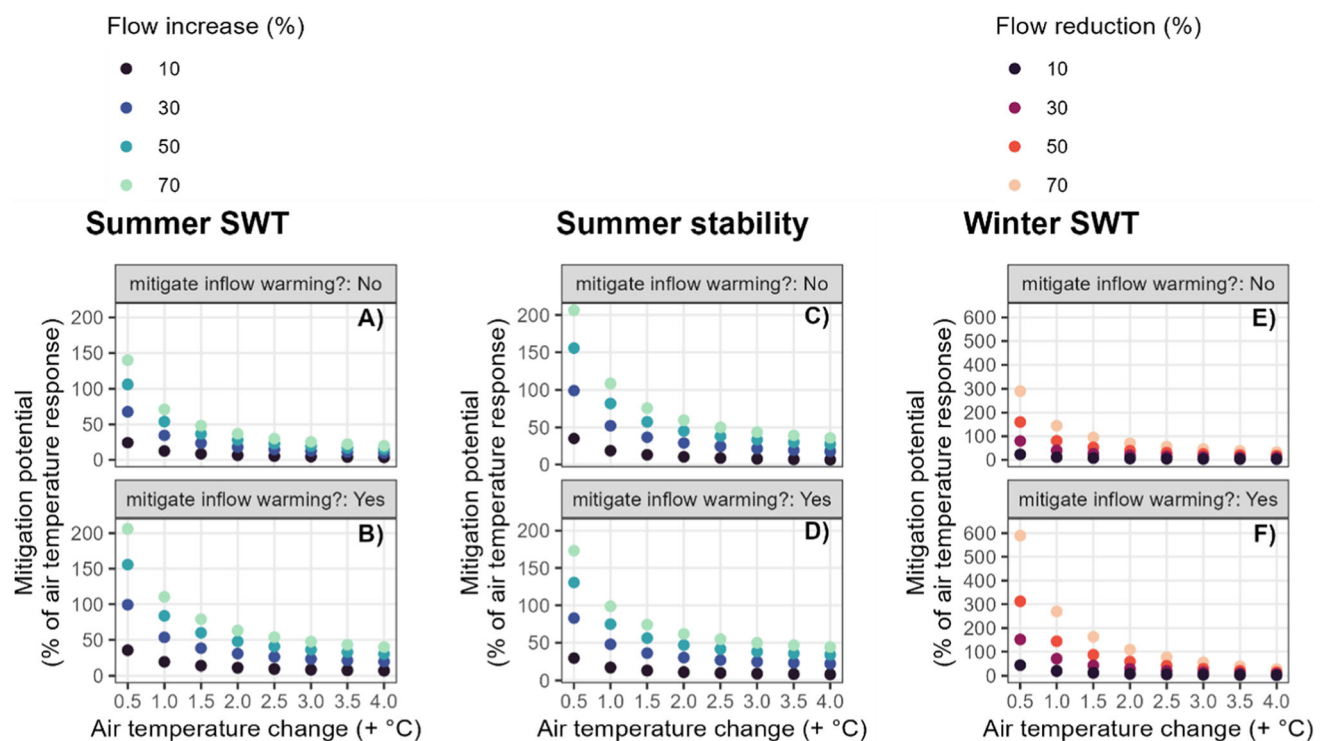 Flow increase (%)
10
30
50
70
Flow reduction (%)
10
30
50
70
Summer SWT
Summer stability
Winter SWT
mitigate inflow warming?: No
A)
200
150
100
50
0
mitigate inflow warming?: Yes
B)
200
150
100
50
0
Mitigation potential
(% of air temperature response)
0.5 1.0 1.5 2.0 2.5 3.0 3.5 4.0
Air temperature change (+ °C)
mitigate inflow warming?: No
C)
200
150
100
50
0
mitigate inflow warming?: Yes
D)
200
150
100
50
0
Mitigation potential
(% of air temperature response)
0.5 1.0 1.5 2.0 2.5 3.0 3.5 4.0
Air temperature change (+ °C)
mitigate inflow warming?: No
E)
600
500
400
300
200
100
0
mitigate inflow warming?: Yes
F)
600
500
400
300
200
100
0
Mitigation potential
(% of air temperature response)
0.5 1.0 1.5 2.0 2.5 3.0 3.5 4.0
Air temperature change (+ °C)